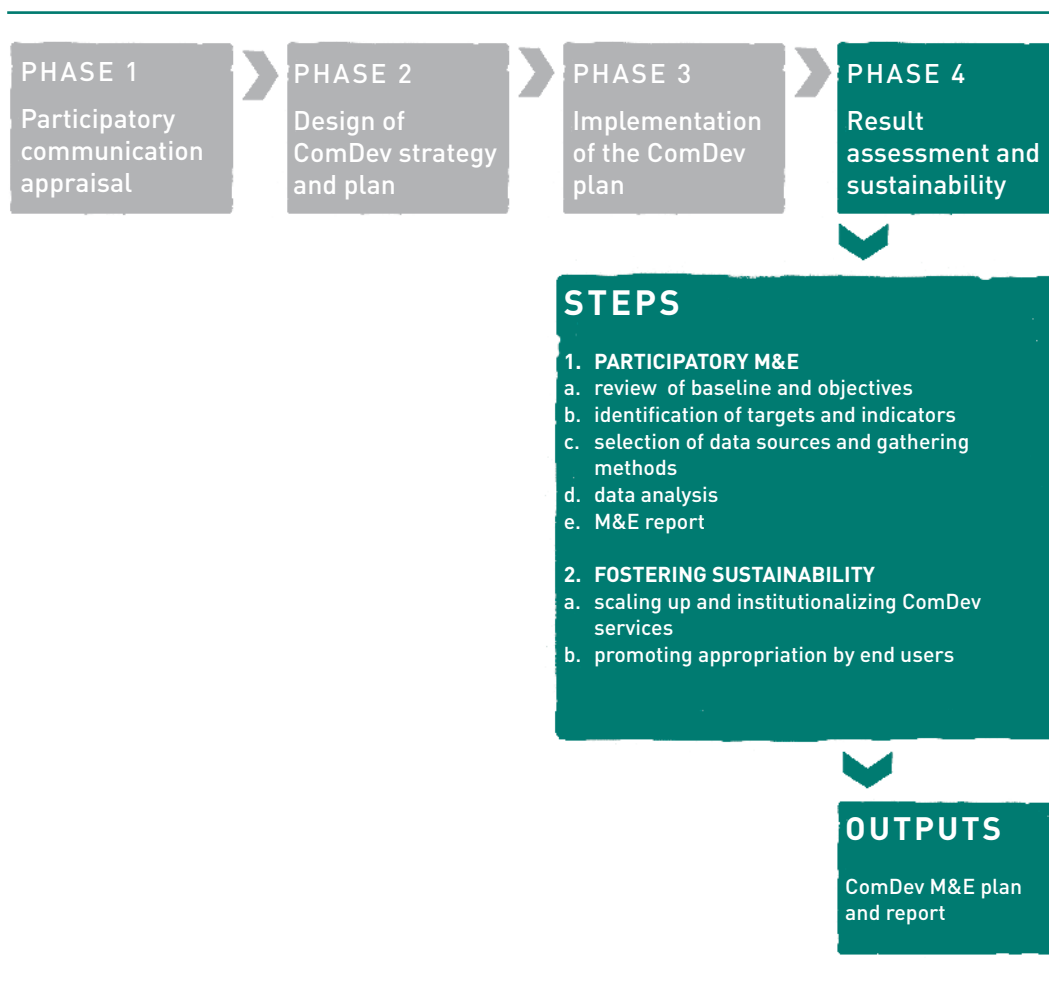 PHASE 1
Participatory
communication
appraisal
PHASE 2
Design of
ComDev strategy
and plan
PHASE 3
Implementation
of the ComDev
plan
PHASE 4
Result
assessment and
sustainability
STEPS
1. PARTICIPATORY M&E
a. review of baseline and objectives
b. identification of targets and indicators
c. selection of data sources and gathering
methods
d. data analysis
e. M&E report
2. FOSTERING SUSTAINABILITY
a. scaling up and institutionalizing ComDev
services
b. promoting appropriation by end users
OUTPUTS
ComDev M&E plan
and report